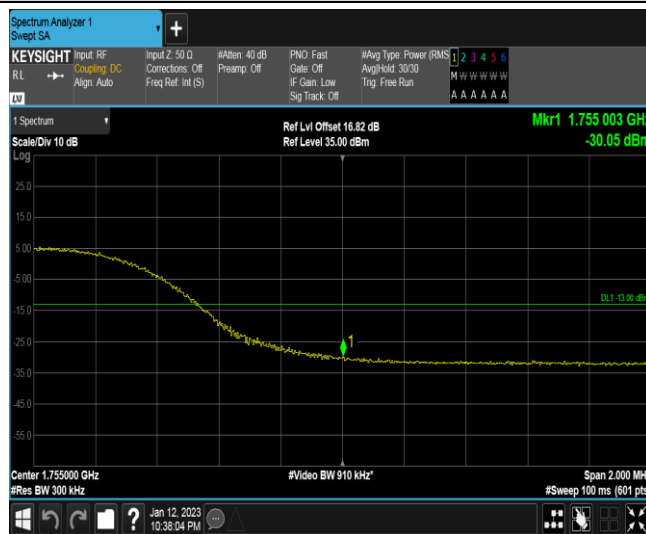 Spectrum Analyzer 1
Swept SA
+
KEYSIGHT Input: RF Input Z: 50 Ω #Atten: 40 dB PNO: Fast #Avg Type: Power (RMS 1 2 3 4 5 6
RL Coupling: DC Corrections: Off Preamp: Off Gate: Off Avg|Hold: 30/30 M W W W W W
Align: Auto Freq Ref: Int (S) IF Gain: Low Trig: Free Run
LXI Sig Track: Off A A A A A A
1 Spectrum Ref Lvl Offset 16.82 dB Mkr1 1.755 003 GHz
Scale/Div 10 dB Ref Level 35.00 dBm -30.05 dBm
Log
25.0
15.0
5.00
-5.00
DL1 -13.00 dBm
-15.0
-25.0
1
-35.0
-45.0
-55.0
Center 1.755000 GHz #Video BW 910 kHz* Span 2.000 MH
#Res BW 300 kHz #Sweep 100 ms (601 pts
? Jan 12, 2023
10:38:04 PM